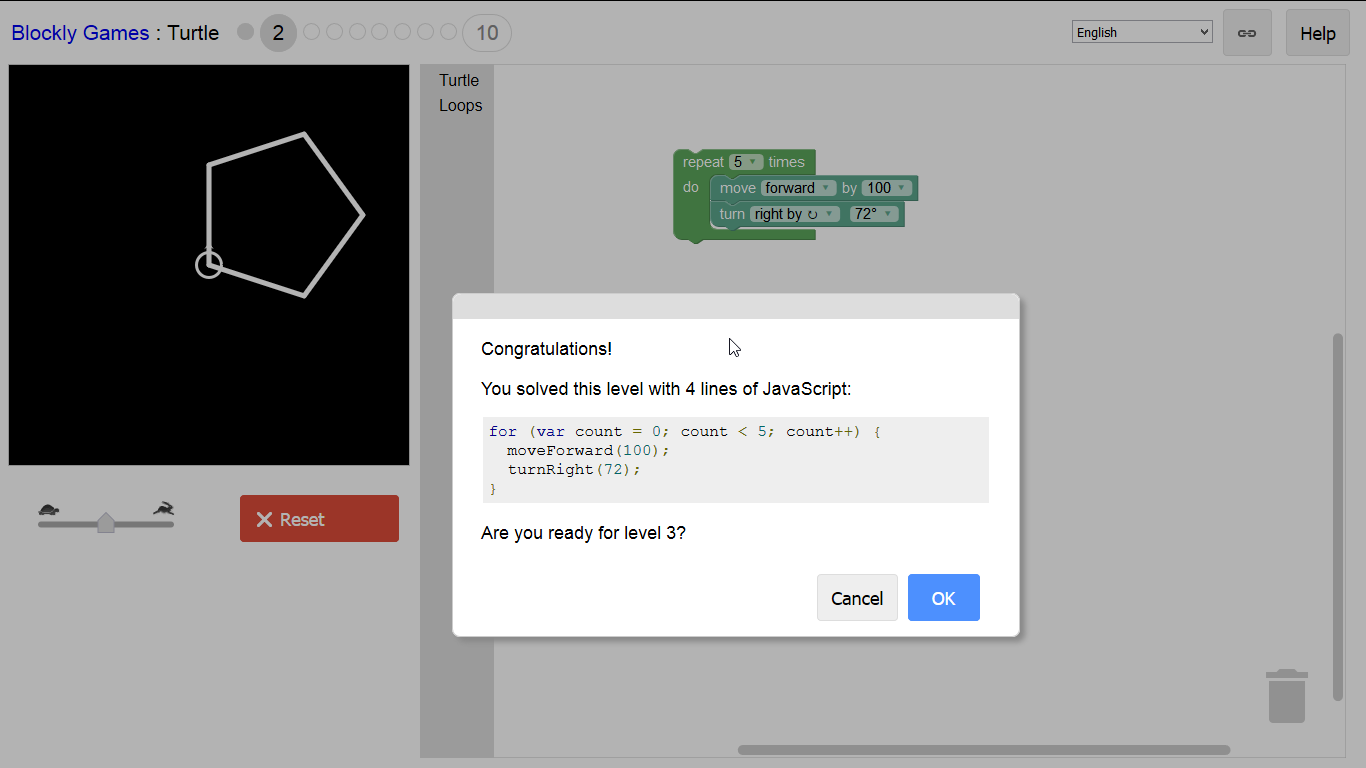 Blockly Games : Turtle 2 10 English Help
Turtle
Loops
repeat 5 times
do move forward by 100
turn right by ↻ 72°
Congratulations!
You solved this level with 4 lines of JavaScript:
for (var count = 0; count < 5; count++) {
moveForward(100);
turnRight(72);
}
Reset
Are you ready for level 3?
Cancel OK